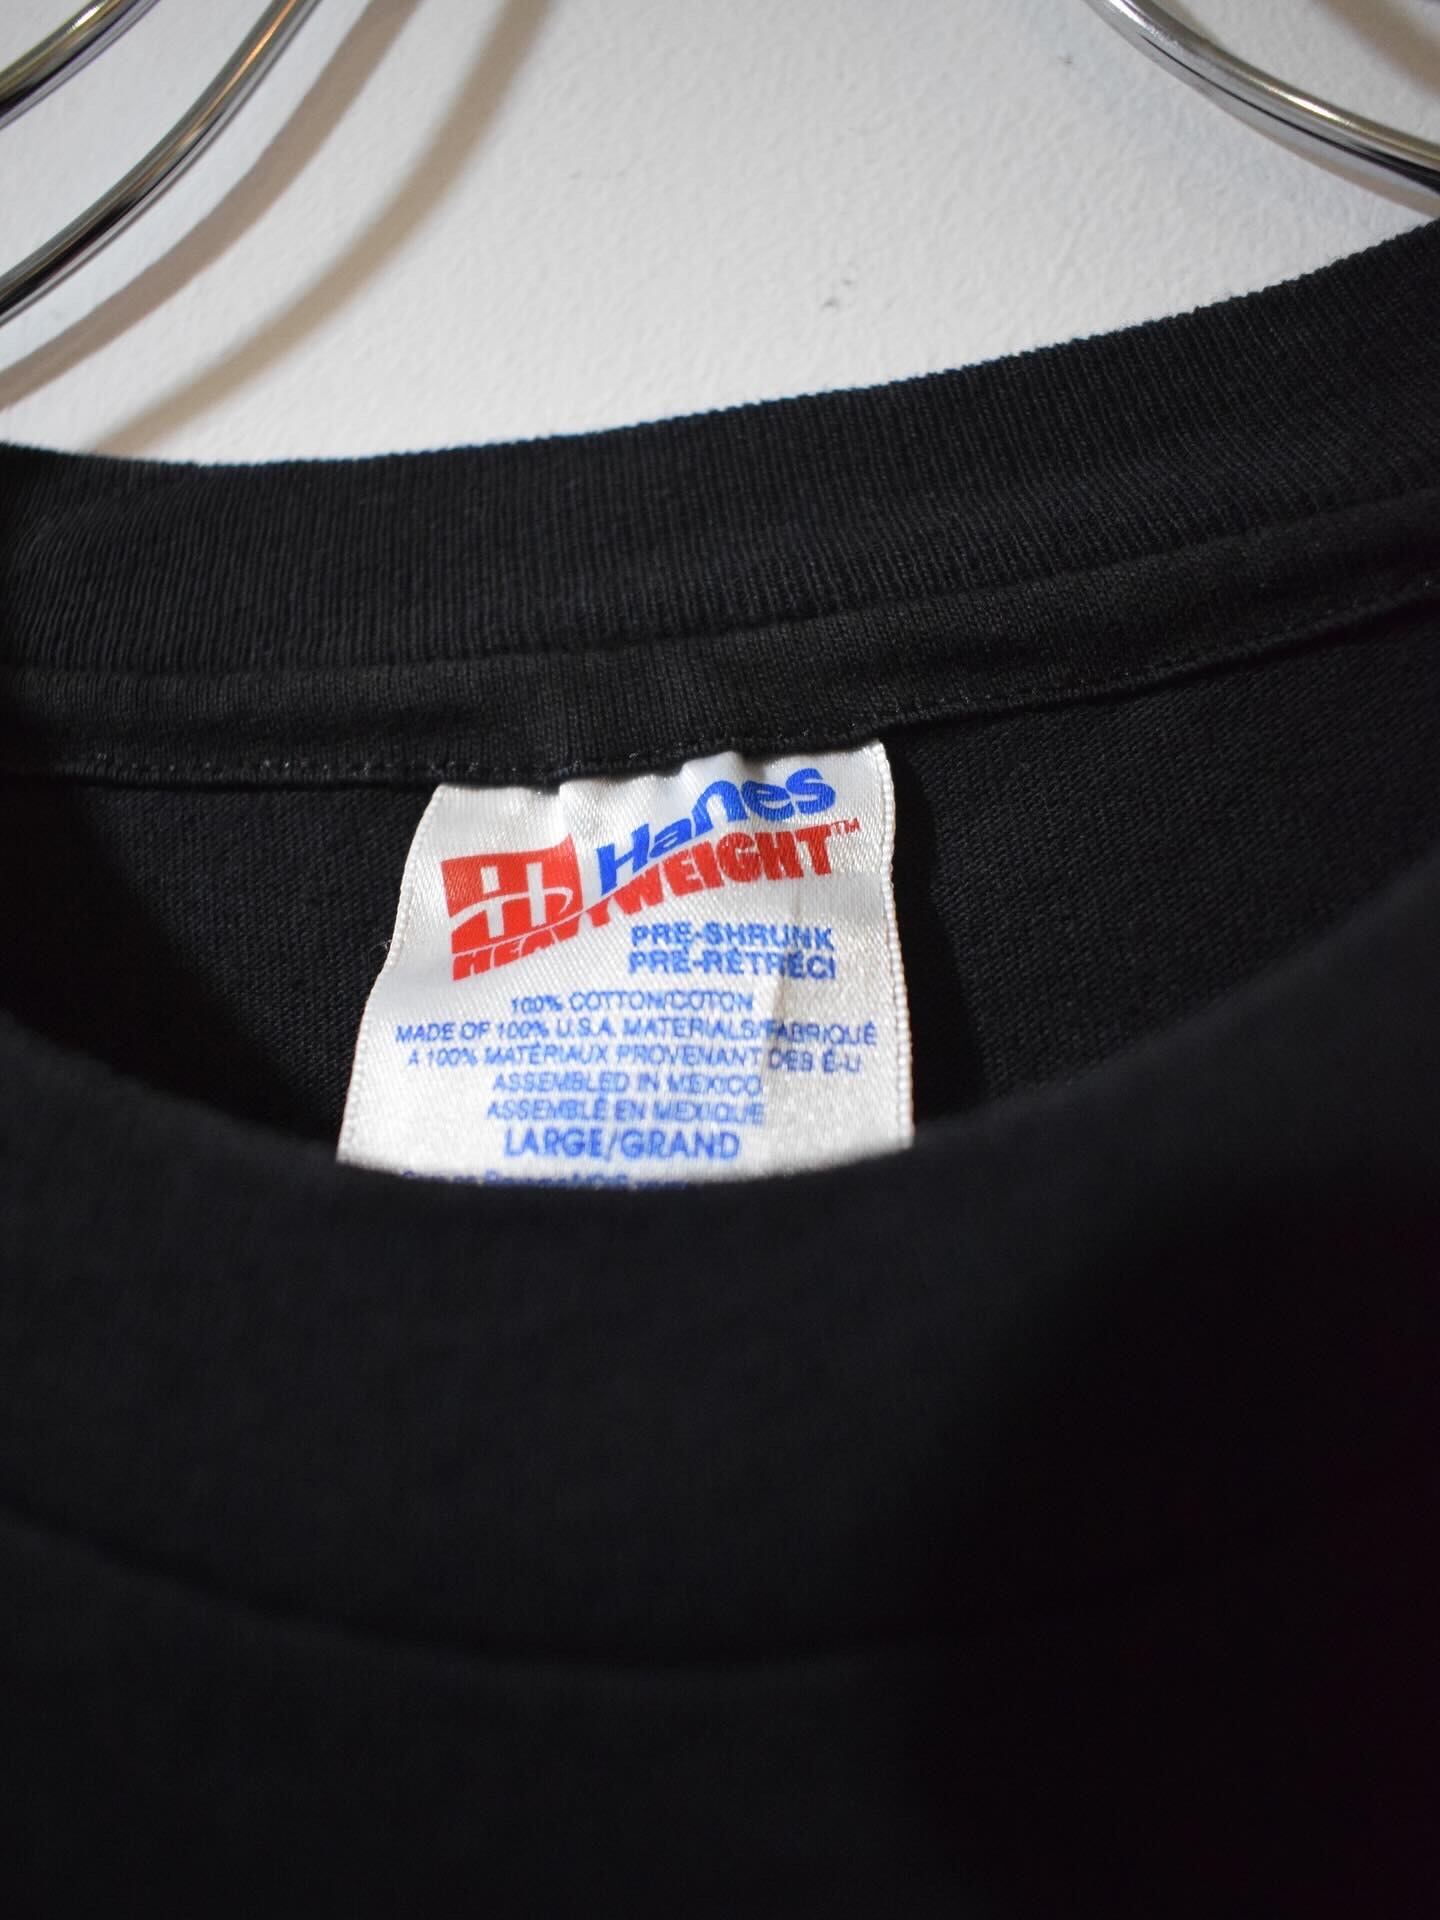 Hanes
HEAVYWEIGHT™
PRE-SHRUNK
PRÉ-RÉTRÉCI
100% COTTON/COTON
MADE OF 100% U.S.A. MATERIALS/FABRIQUÉ
A 100% MATÉRIAUX PROVENANT DES É-U
ASSEMBLED IN MEXICO
ASSEMBLÉ EN MEXIQUE
LARGE/GRAND